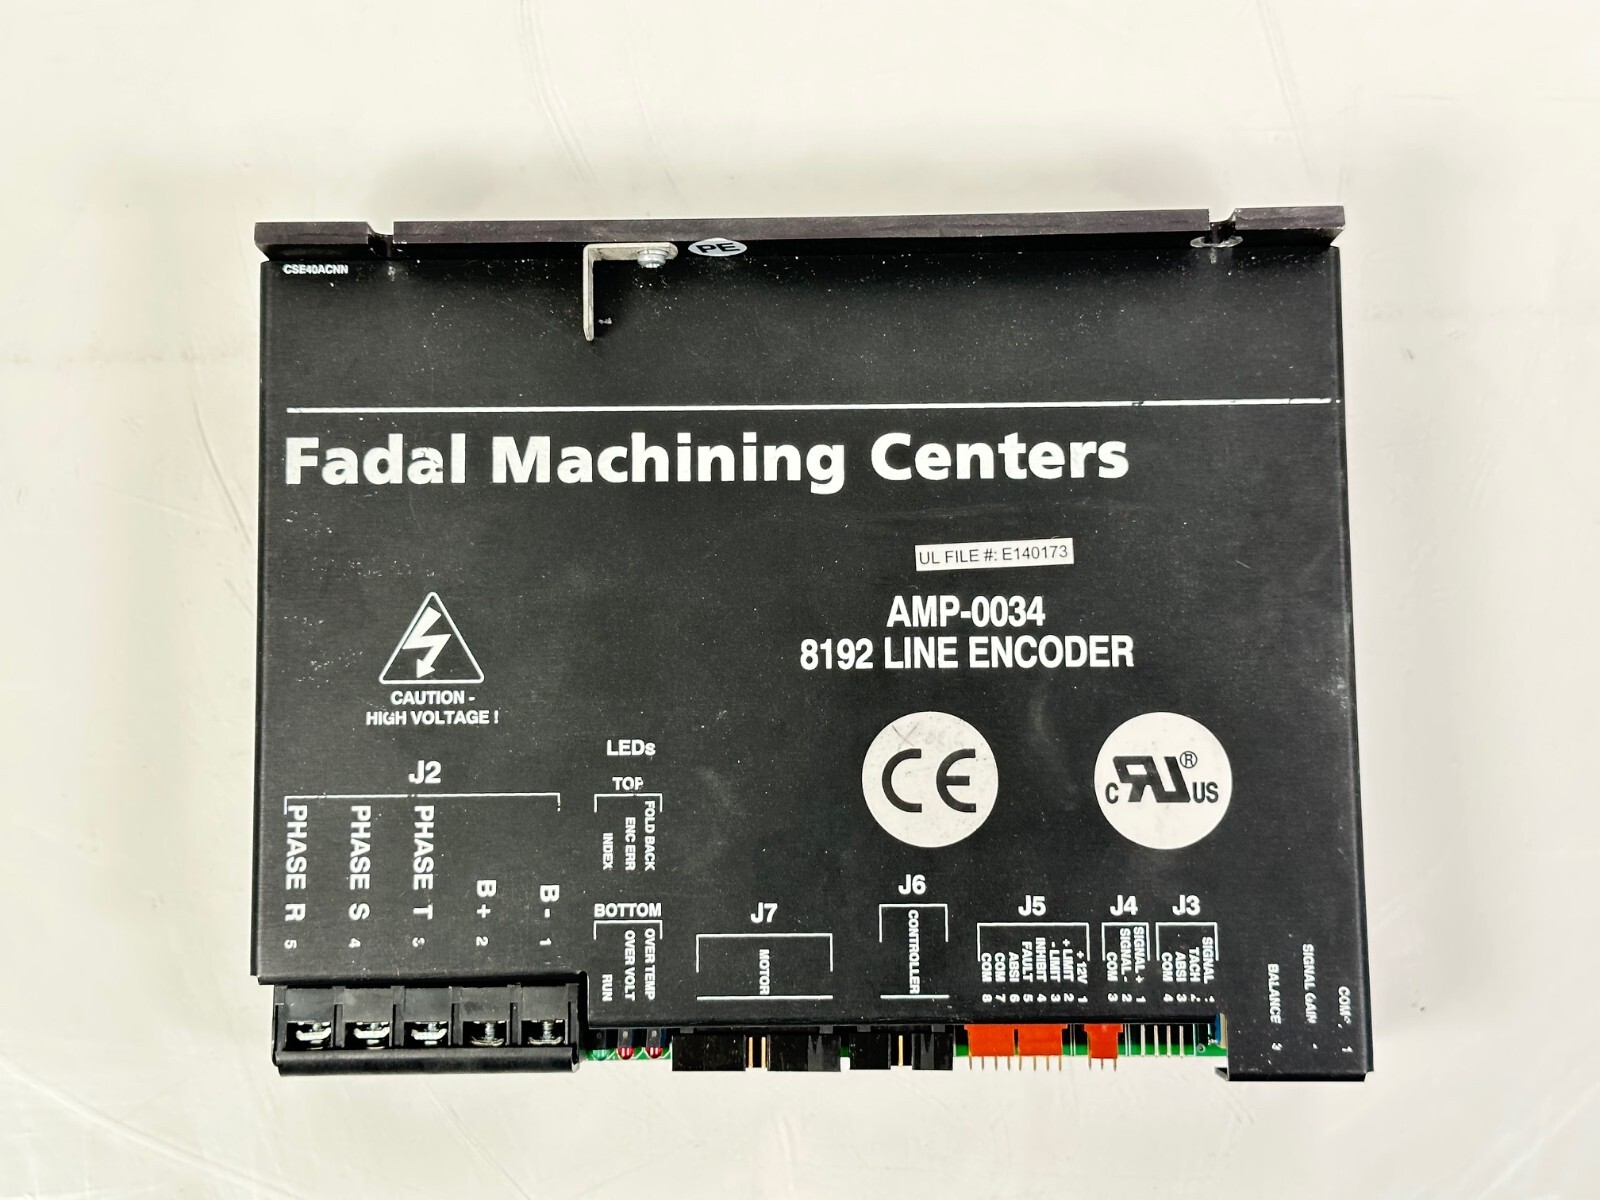 CSE40ACNN
PE
Fadal Machining Centers
UL FILE #: E140173
AMP-0034
8192 LINE ENCODER
CAUTION -
HIGH VOLTAGE !
CE
C RU ® US
J2
PHASE R 5
PHASE S 4
PHASE T 3
B + 2
B - 1
LEDs
TOP
FOLD BACK
ENC ERR
INDEX
BOTTOM
OVER TEMP
OVER VOLT
RUN
J7
MOTOR
J6
CONTROLLER
J5
+ 12V 1
+ LIMIT 2
- LIMIT 3
INHIBIT 4
FAULT 5
ABSI 6
COM 7
COM 8
J4
SIGNAL + 1
SIGNAL - 2
COM 3
J3
SIGNAL
TACH
ABSI 3
COM 4
1
SIGNAL GAIN
BALANCE 3